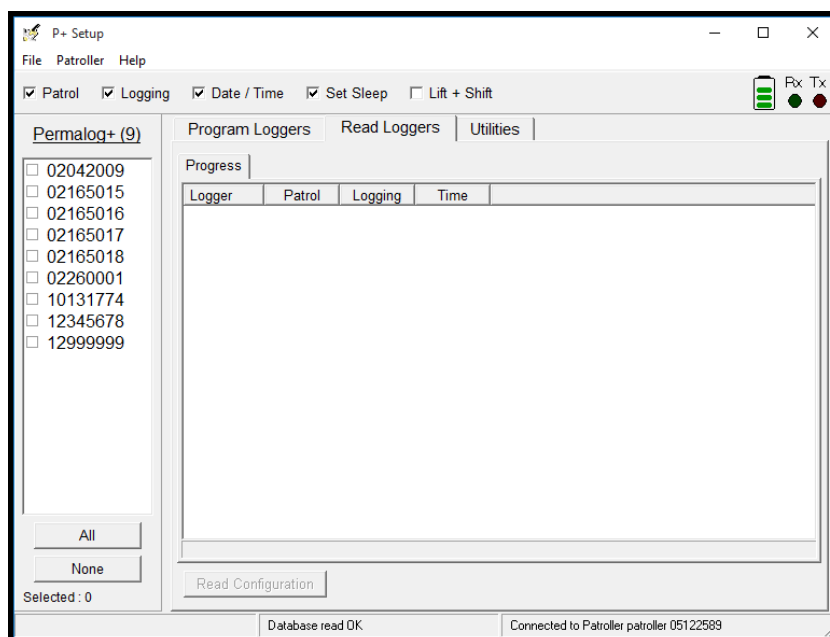 P+ Setup
File Patroller Help
Patrol Logging Date / Time Set Sleep Lift + Shift Rx Tx
Permalog+ (9)
02042009
02165015
02165016
02165017
02165018
02260001
10131774
12345678
12999999
All
None
Selected : 0
Program Loggers Read Loggers Utilities
Progress
Logger Patrol Logging Time
Read Configuration
Database read OK Connected to Patroller patroller 05122589